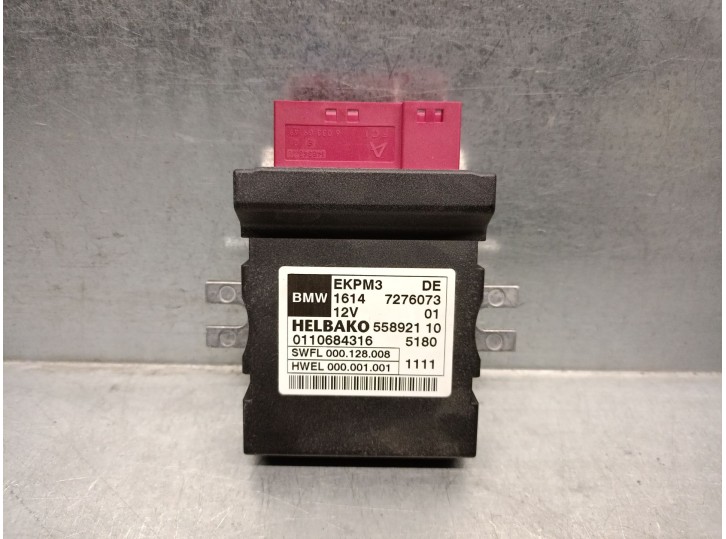 A
BMW EKPM3 DE
1614 7276073
12V 01
HELBAKO 558921 10
0110684316 5180
SWFL 000.128.008
HWEL 000.001.001 1111